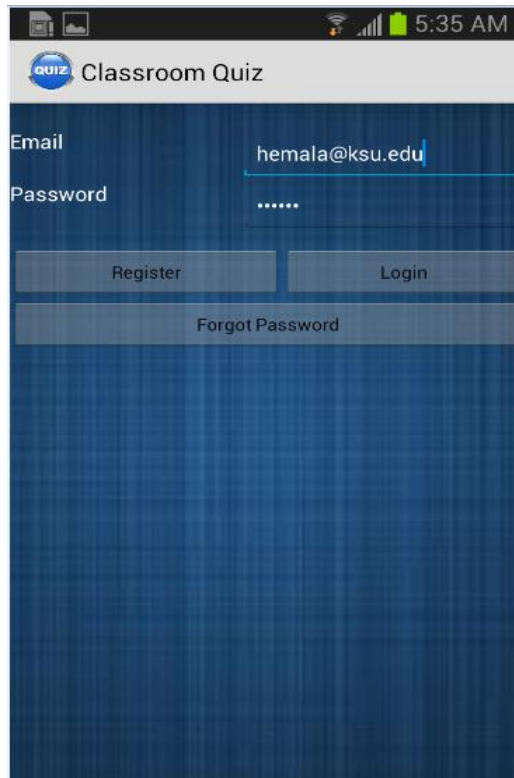 5:35 AM
QUIZ Classroom Quiz
Email hemala@ksu.edu
Password ••••••
Register Login
Forgot Password